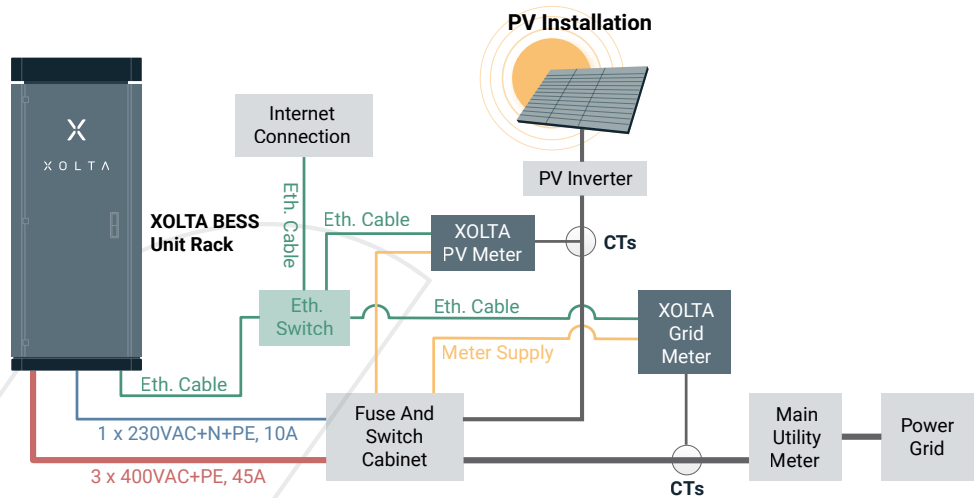 PV Installation
Internet
Connection
XOLTA
PV Inverter
Eth. Cable
XOLTA BESS
Unit Rack
Eth. Cable
XOLTA
PV Meter
CTs
Eth.
Switch
Eth. Cable
XOLTA
Grid
Meter
Meter Supply
Eth. Cable
1 x 230VAC+N+PE, 10A
Fuse And
Switch
Cabinet
Main
Utility
Meter
Power
Grid
3 x 400VAC+PE, 45A
CTs